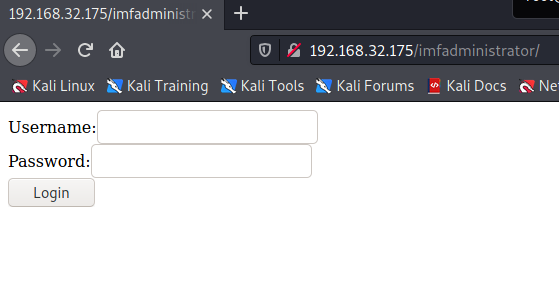 192.168.32.175/imfadministr
192.168.32.175/imfadministrator/
Kali Linux Kali Training Kali Tools Kali Forums Kali Docs
Username:
Password:
Login